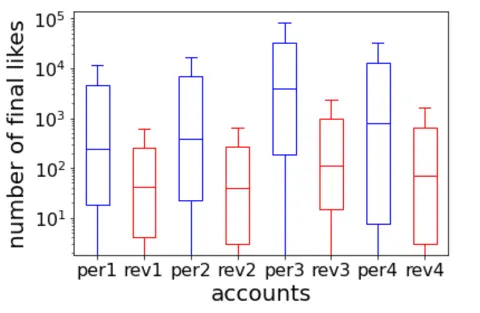 number of final likes
10^5
10^4
10^3
10^2
10^1
per1 rev1 per2 rev2 per3 rev3 per4 rev4
accounts